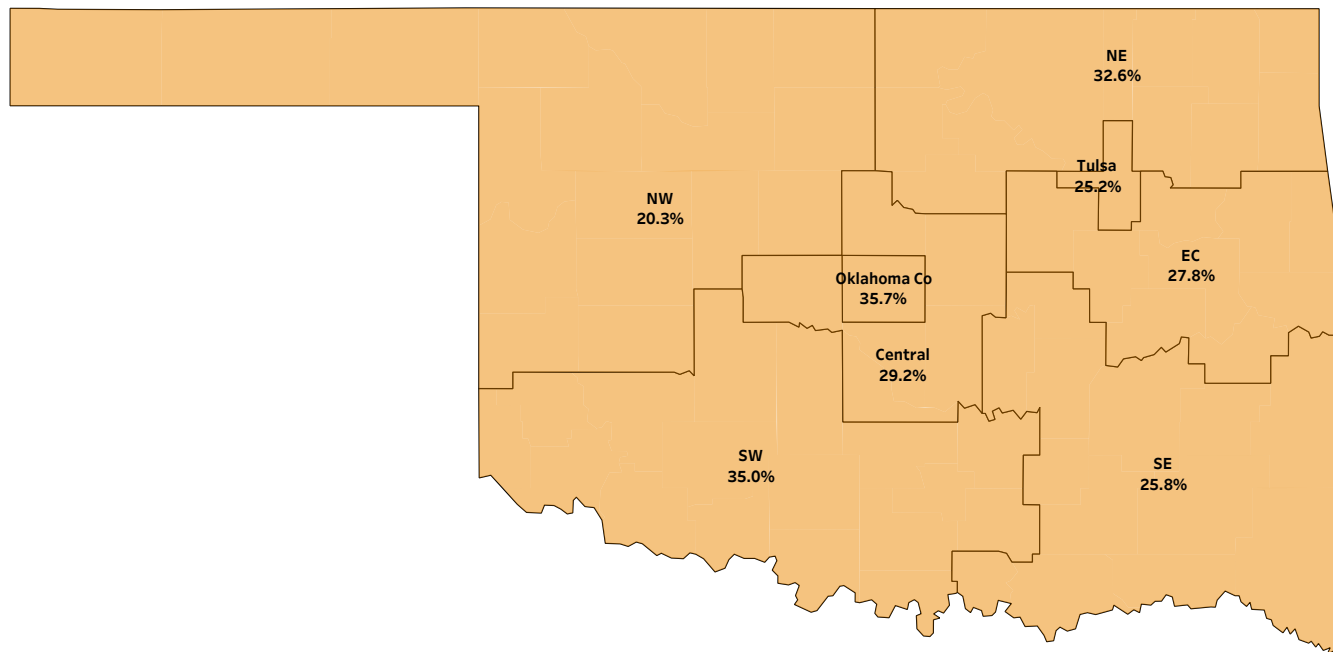 NE
32.6%
Tulsa
25.2%
NW
20.3%
EC
27.8%
Oklahoma Co
35.7%
Central
29.2%
SW
35.0%
SE
25.8%